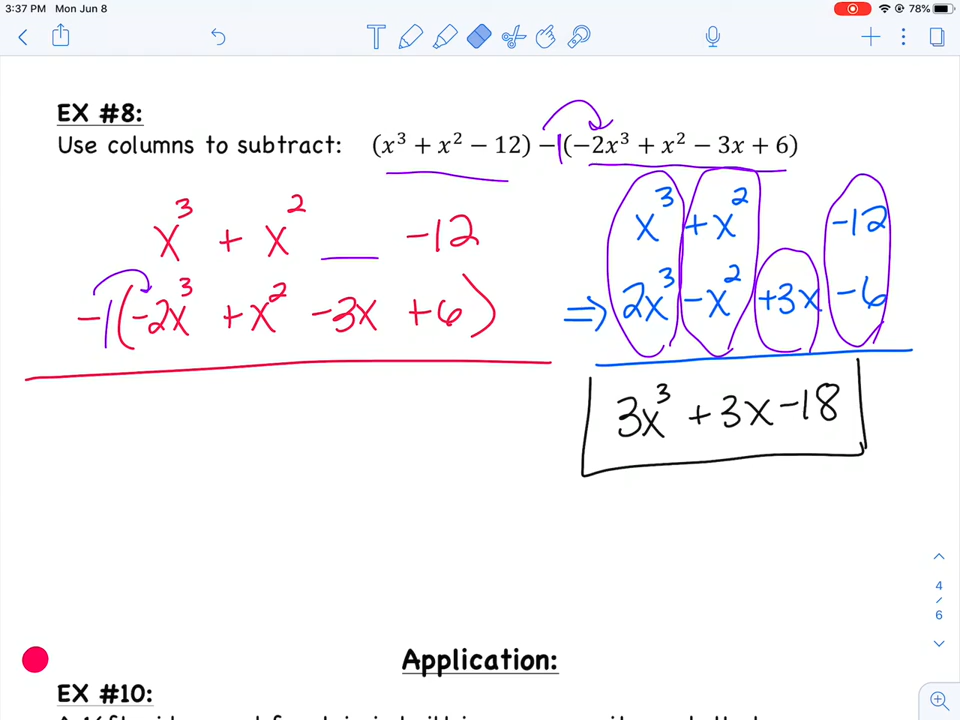 3:37 PM Mon Jun 8 78%
T
EX #8:
Use columns to subtract: (x³ + x² − 12) −1(−2x³ + x² − 3x + 6)
x³ + x² −12
−1(−2x³ + x² −3x +6)
x³ + x² −12
⇒ 2x³ −x² +3x −6
3x³ + 3x −18
4
/
6
Application:
EX #10: